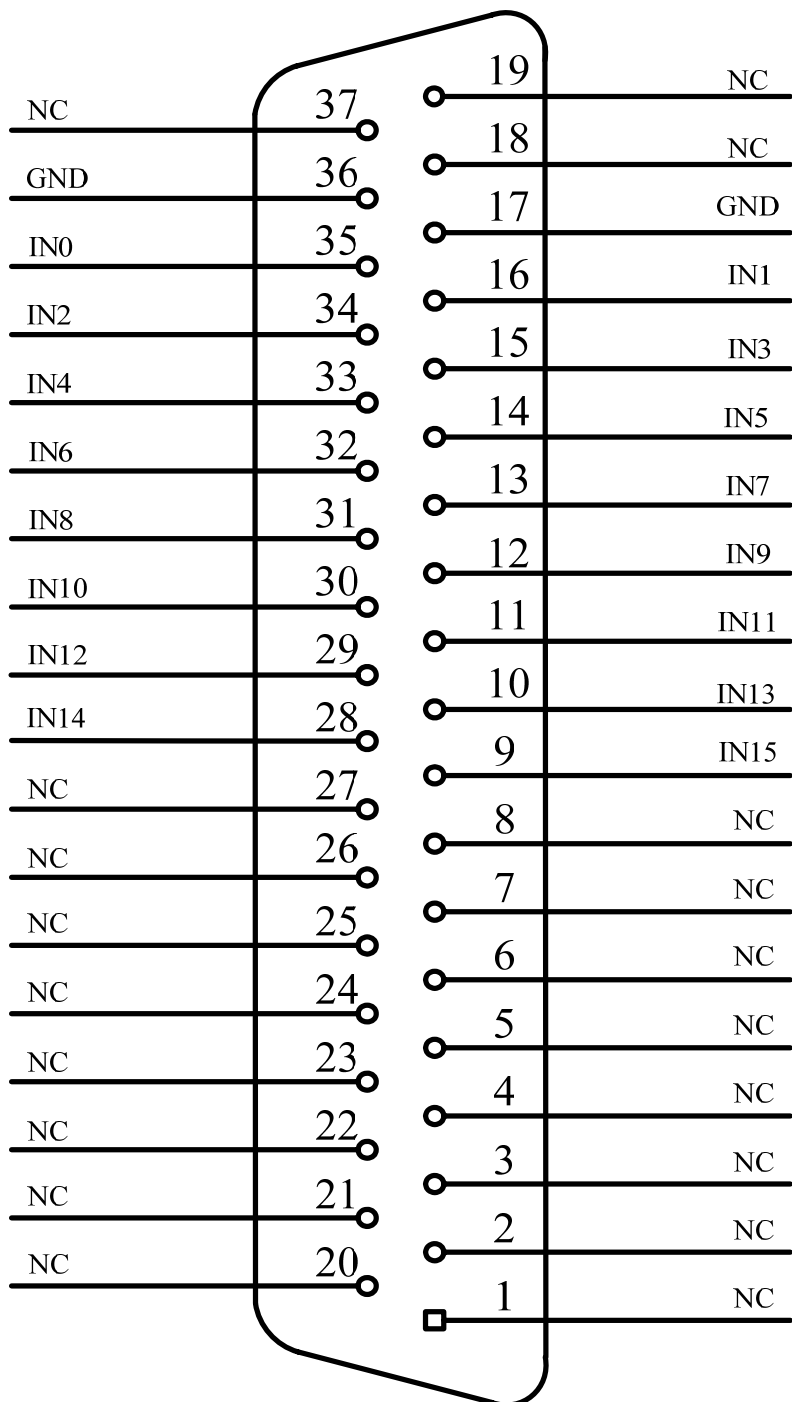 19 NC
NC 37
18 NC
GND 36
17 GND
IN0 35
16 IN1
IN2 34
15 IN3
IN4 33
14 IN5
IN6 32
13 IN7
IN8 31
12 IN9
IN10 30
11 IN11
IN12 29
10 IN13
IN14 28
9 IN15
NC 27
8 NC
NC 26
7 NC
NC 25
6 NC
NC 24
5 NC
NC 23
4 NC
NC 22
3 NC
NC 21
2 NC
NC 20
1 NC